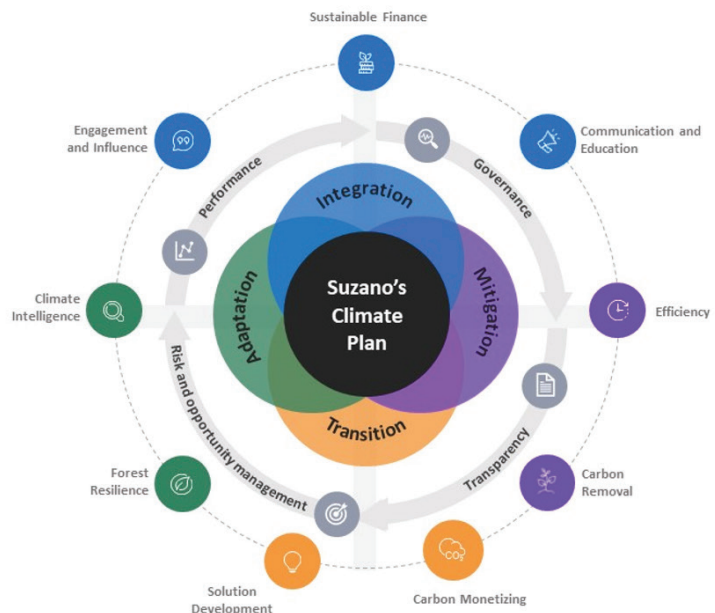 Sustainable Finance
Engagement
and Influence
Communication and
Education
Performance
Governance
Integration
Climate
Intelligence
Adaptation
Suzano's
Climate
Plan
Mitigation
Efficiency
Risk and opportunity management
Transition
Transparency
Forest
Resilience
Carbon
Removal
CO₂
Solution
Development
Carbon Monetizing